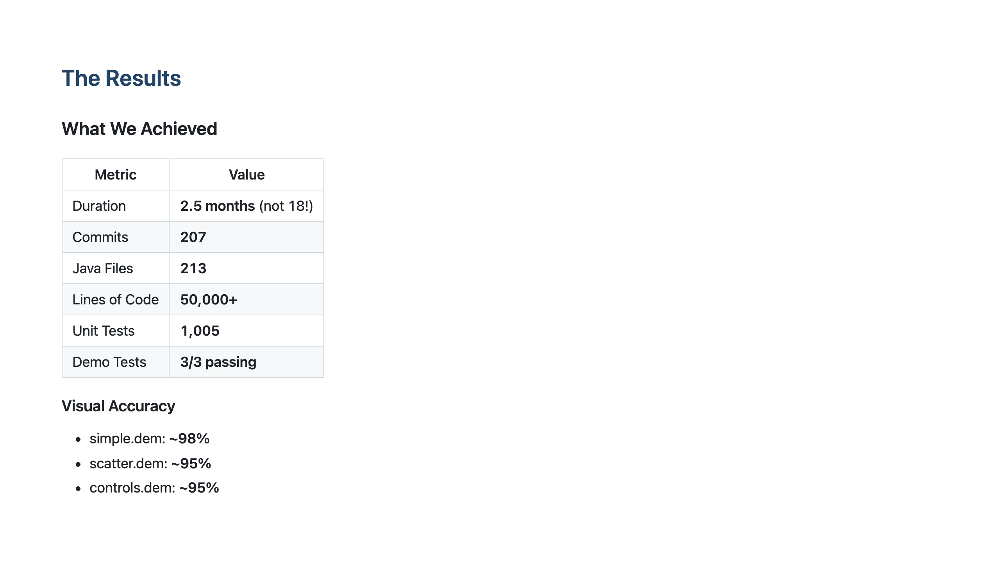 The Results
What We Achieved
Metric Value
Duration 2.5 months (not 18!)
Commits 207
Java Files 213
Lines of Code 50,000+
Unit Tests 1,005
Demo Tests 3/3 passing
Visual Accuracy
• simple.dem: ~98%
• scatter.dem: ~95%
• controls.dem: ~95%